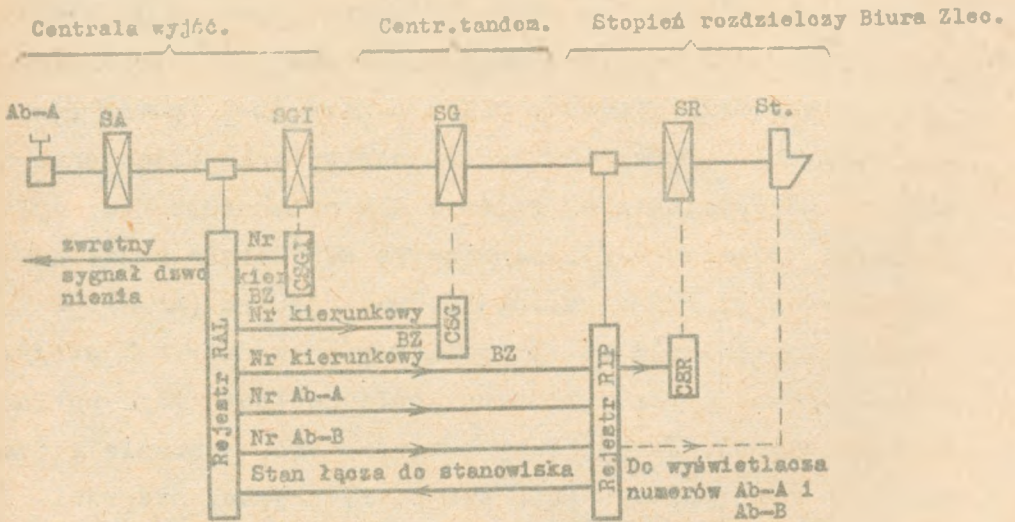 Centrala wyjść.
Centr.tandem.
Stopień rozdzielczy Biura Zlec.
Ab-A
SA
SGI
SG
SR
St.
zwrotny
sygnał dzwo
nienia
Nr
kier
BZ
CSGI
Nr kierunkowy
BZ
CSG
Nr kierunkowy
BZ
CSR
Nr Ab-A
Nr Ab-B
Stan łącza do stanowiska
Rejestr RAL
Rejestr RIP
Do wyświetlacza
numerów Ab-A i
Ab-B